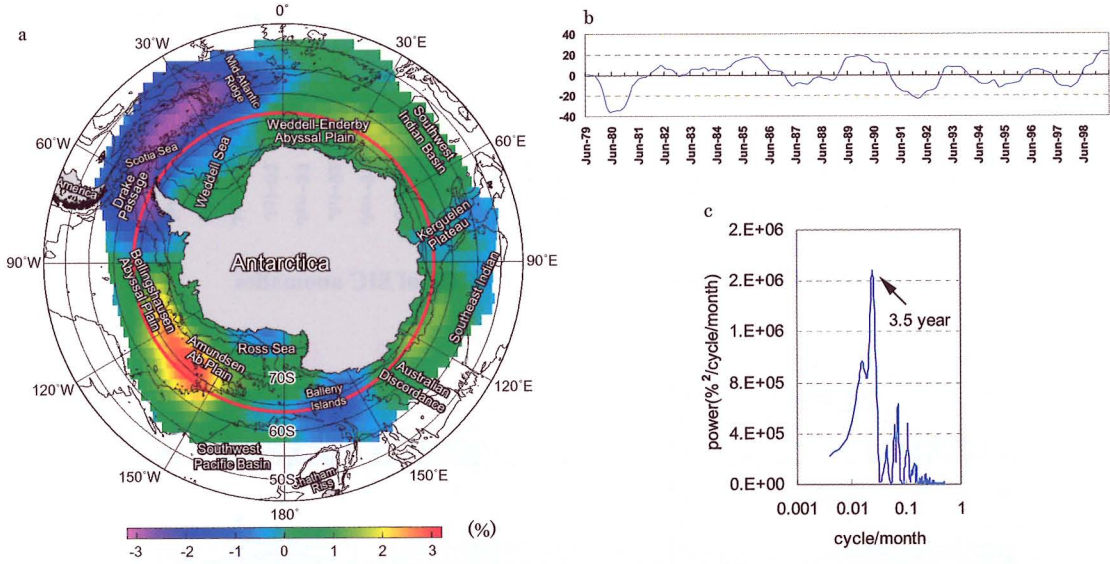 a
0°
30°E
60°E
90°E
120°E
150°E
180°
150°W
120°W
90°W
60°W
30°W
Mid-Atlantic
Ridge
Weddell-Enderby
Abyssal Plain
Southwest
Indian Basin
Scotia Sea
Weddell Sea
Drake
Passage
merica
Kerguelen
Plateau
Antarctica
Bellingshausen
Abyssal Plain
Southeast Indian
Amundsen
Ab Plain
Ross Sea
70S
Australian
Discordance
Balleny
Islands
60S
Southwest
Pacific Basin
50S
Chatham
Rise
-3
-2
-1
0
1
2
3
(%)
b
40
20
0
-20
-40
Jun-79
Jun-80
Jun-81
Jun-82
Jun-83
Jun-84
Jun-85
Jun-86
Jun-87
Jun-88
Jun-89
Jun-90
Jun-91
Jun-92
Jun-93
Jun-94
Jun-95
Jun-96
Jun-97
Jun-98
c
2.E+06
2.E+06
1.E+06
8.E+05
4.E+05
0.E+00
power(%²/cycle/month)
3.5 year
0.001
0.01
0.1
1
cycle/month